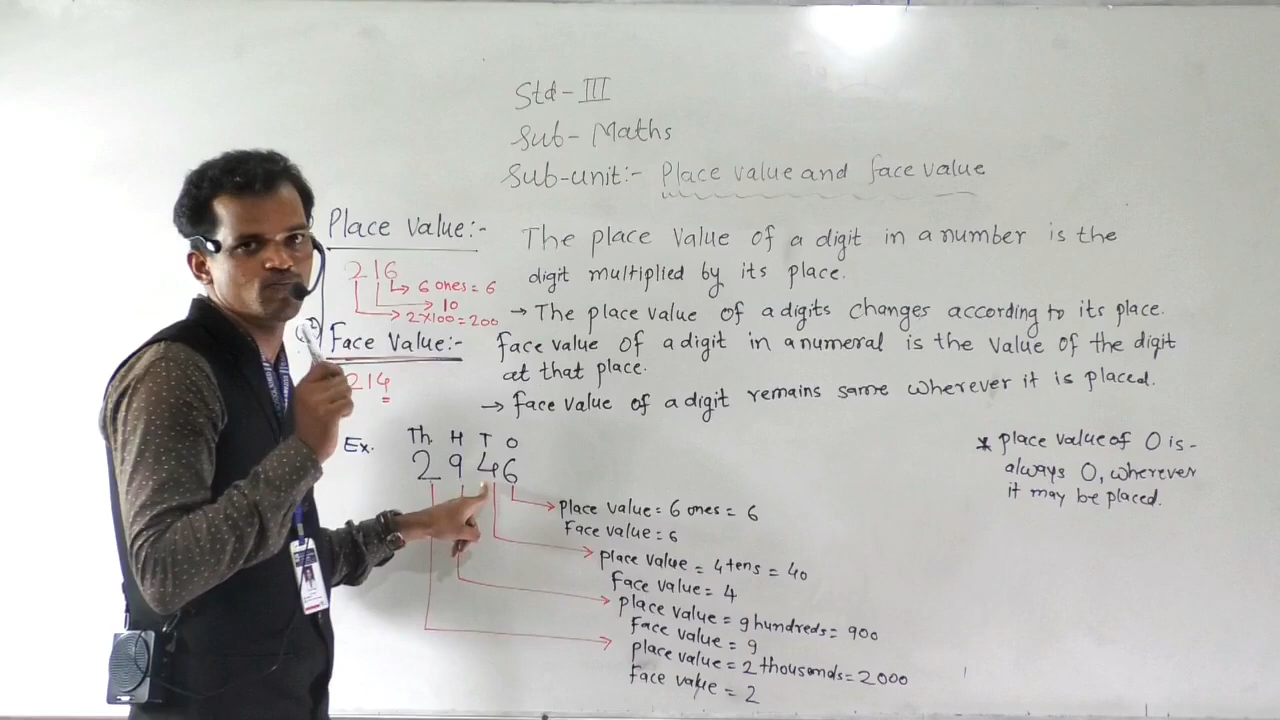 Std - III
Sub - Maths
Sub-unit:- Place value and face value
Place Value:-
The place value of a digit in a number is the
digit multiplied by its place.
216
6 ones = 6
10
2×100=200
→ The place value of a digits changes according to its place.
Face Value:-
face value of a digit in a numeral is the value of the digit
at that place.
214
→ face value of a digit remains same wherever it is placed.
Ex.
Th. H T O
2 9 4 6
* place value of 0 is-
always 0, wherever
it may be placed.
place value = 6 ones = 6
Face value = 6
place value = 4 tens = 40
Face value = 4
place value = 9 hundreds = 900
Face value = 9
place value = 2 thousands = 2000
Face value = 2